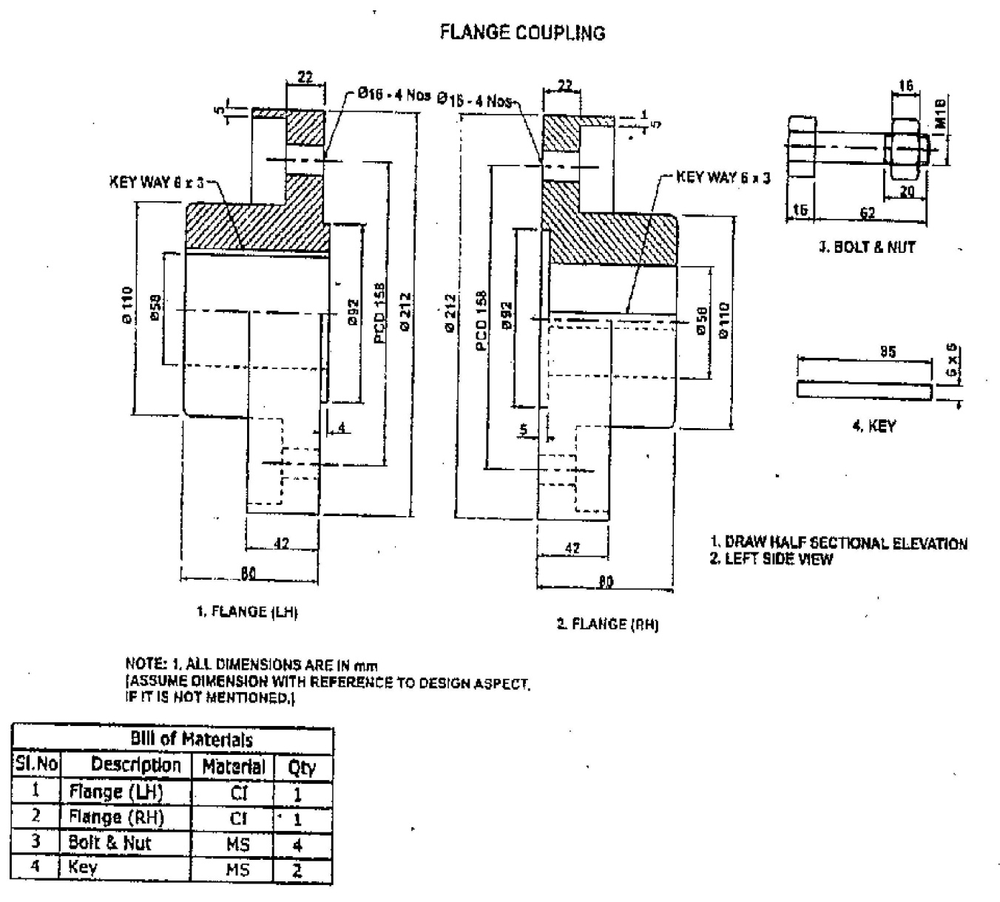 FLANGE COUPLING
22
5
Ø16 - 4 Nos
KEY WAY 6 x 3
Ø110
Ø58
Ø92
PCD 158
Ø212
4
42
80
1. FLANGE (LH)
22
Ø16 - 4 Nos
5
KEY WAY 6 x 3
Ø212
PCD 158
Ø92
Ø58
Ø110
5
42
80
2. FLANGE (RH)
16
M16
20
16
62
3. BOLT & NUT
85
6 x 6
4. KEY
1. DRAW HALF SECTIONAL ELEVATION
2. LEFT SIDE VIEW
NOTE: 1. ALL DIMENSIONS ARE IN mm
[ASSUME DIMENSION WITH REFERENCE TO DESIGN ASPECT,
IF IT IS NOT MENTIONED.]
Bill of Materials
Sl.No Description Material Qty
1 Flange (LH) CI 1
2 Flange (RH) CI 1
3 Bolt & Nut MS 4
4 Key MS 2